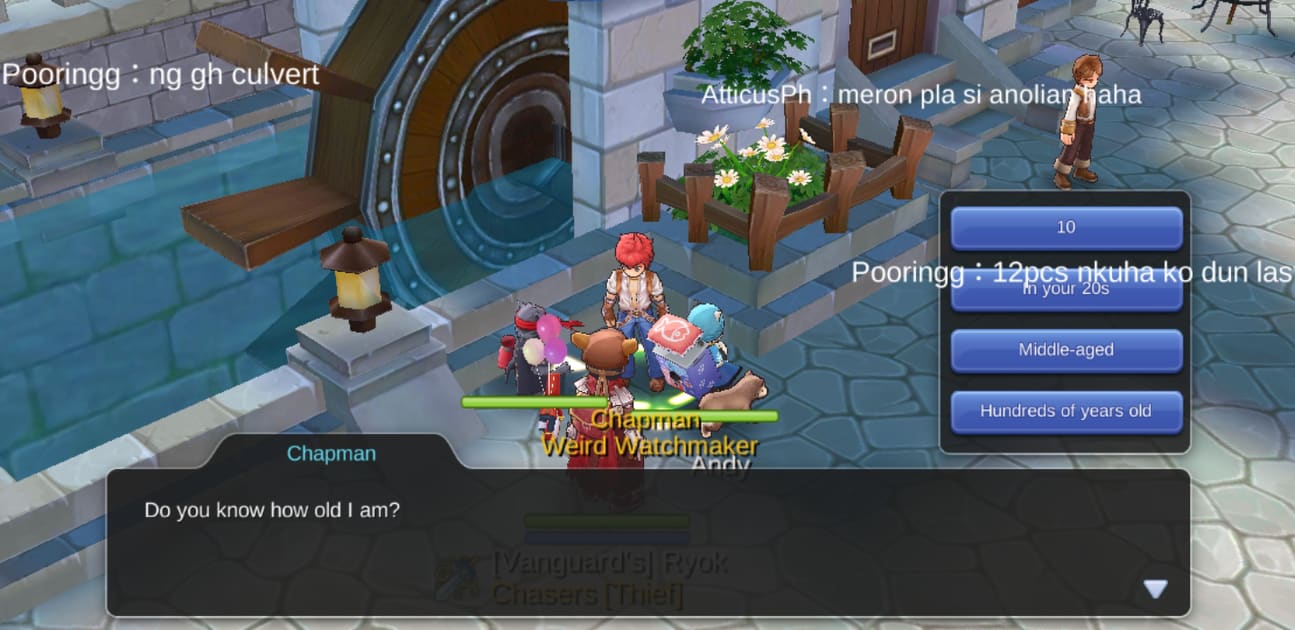 Pooringg : ng gh culvert
AtticusPh : meron pla si anolian haha
10
Pooringg : 12pcs nkuha ko dun las
In your 20s
Middle-aged
Hundreds of years old
Chapman
Weird Watchmaker
Andy
Chapman
Do you know how old I am?
[Vanguard's] Ryok
Chasers [Thief]